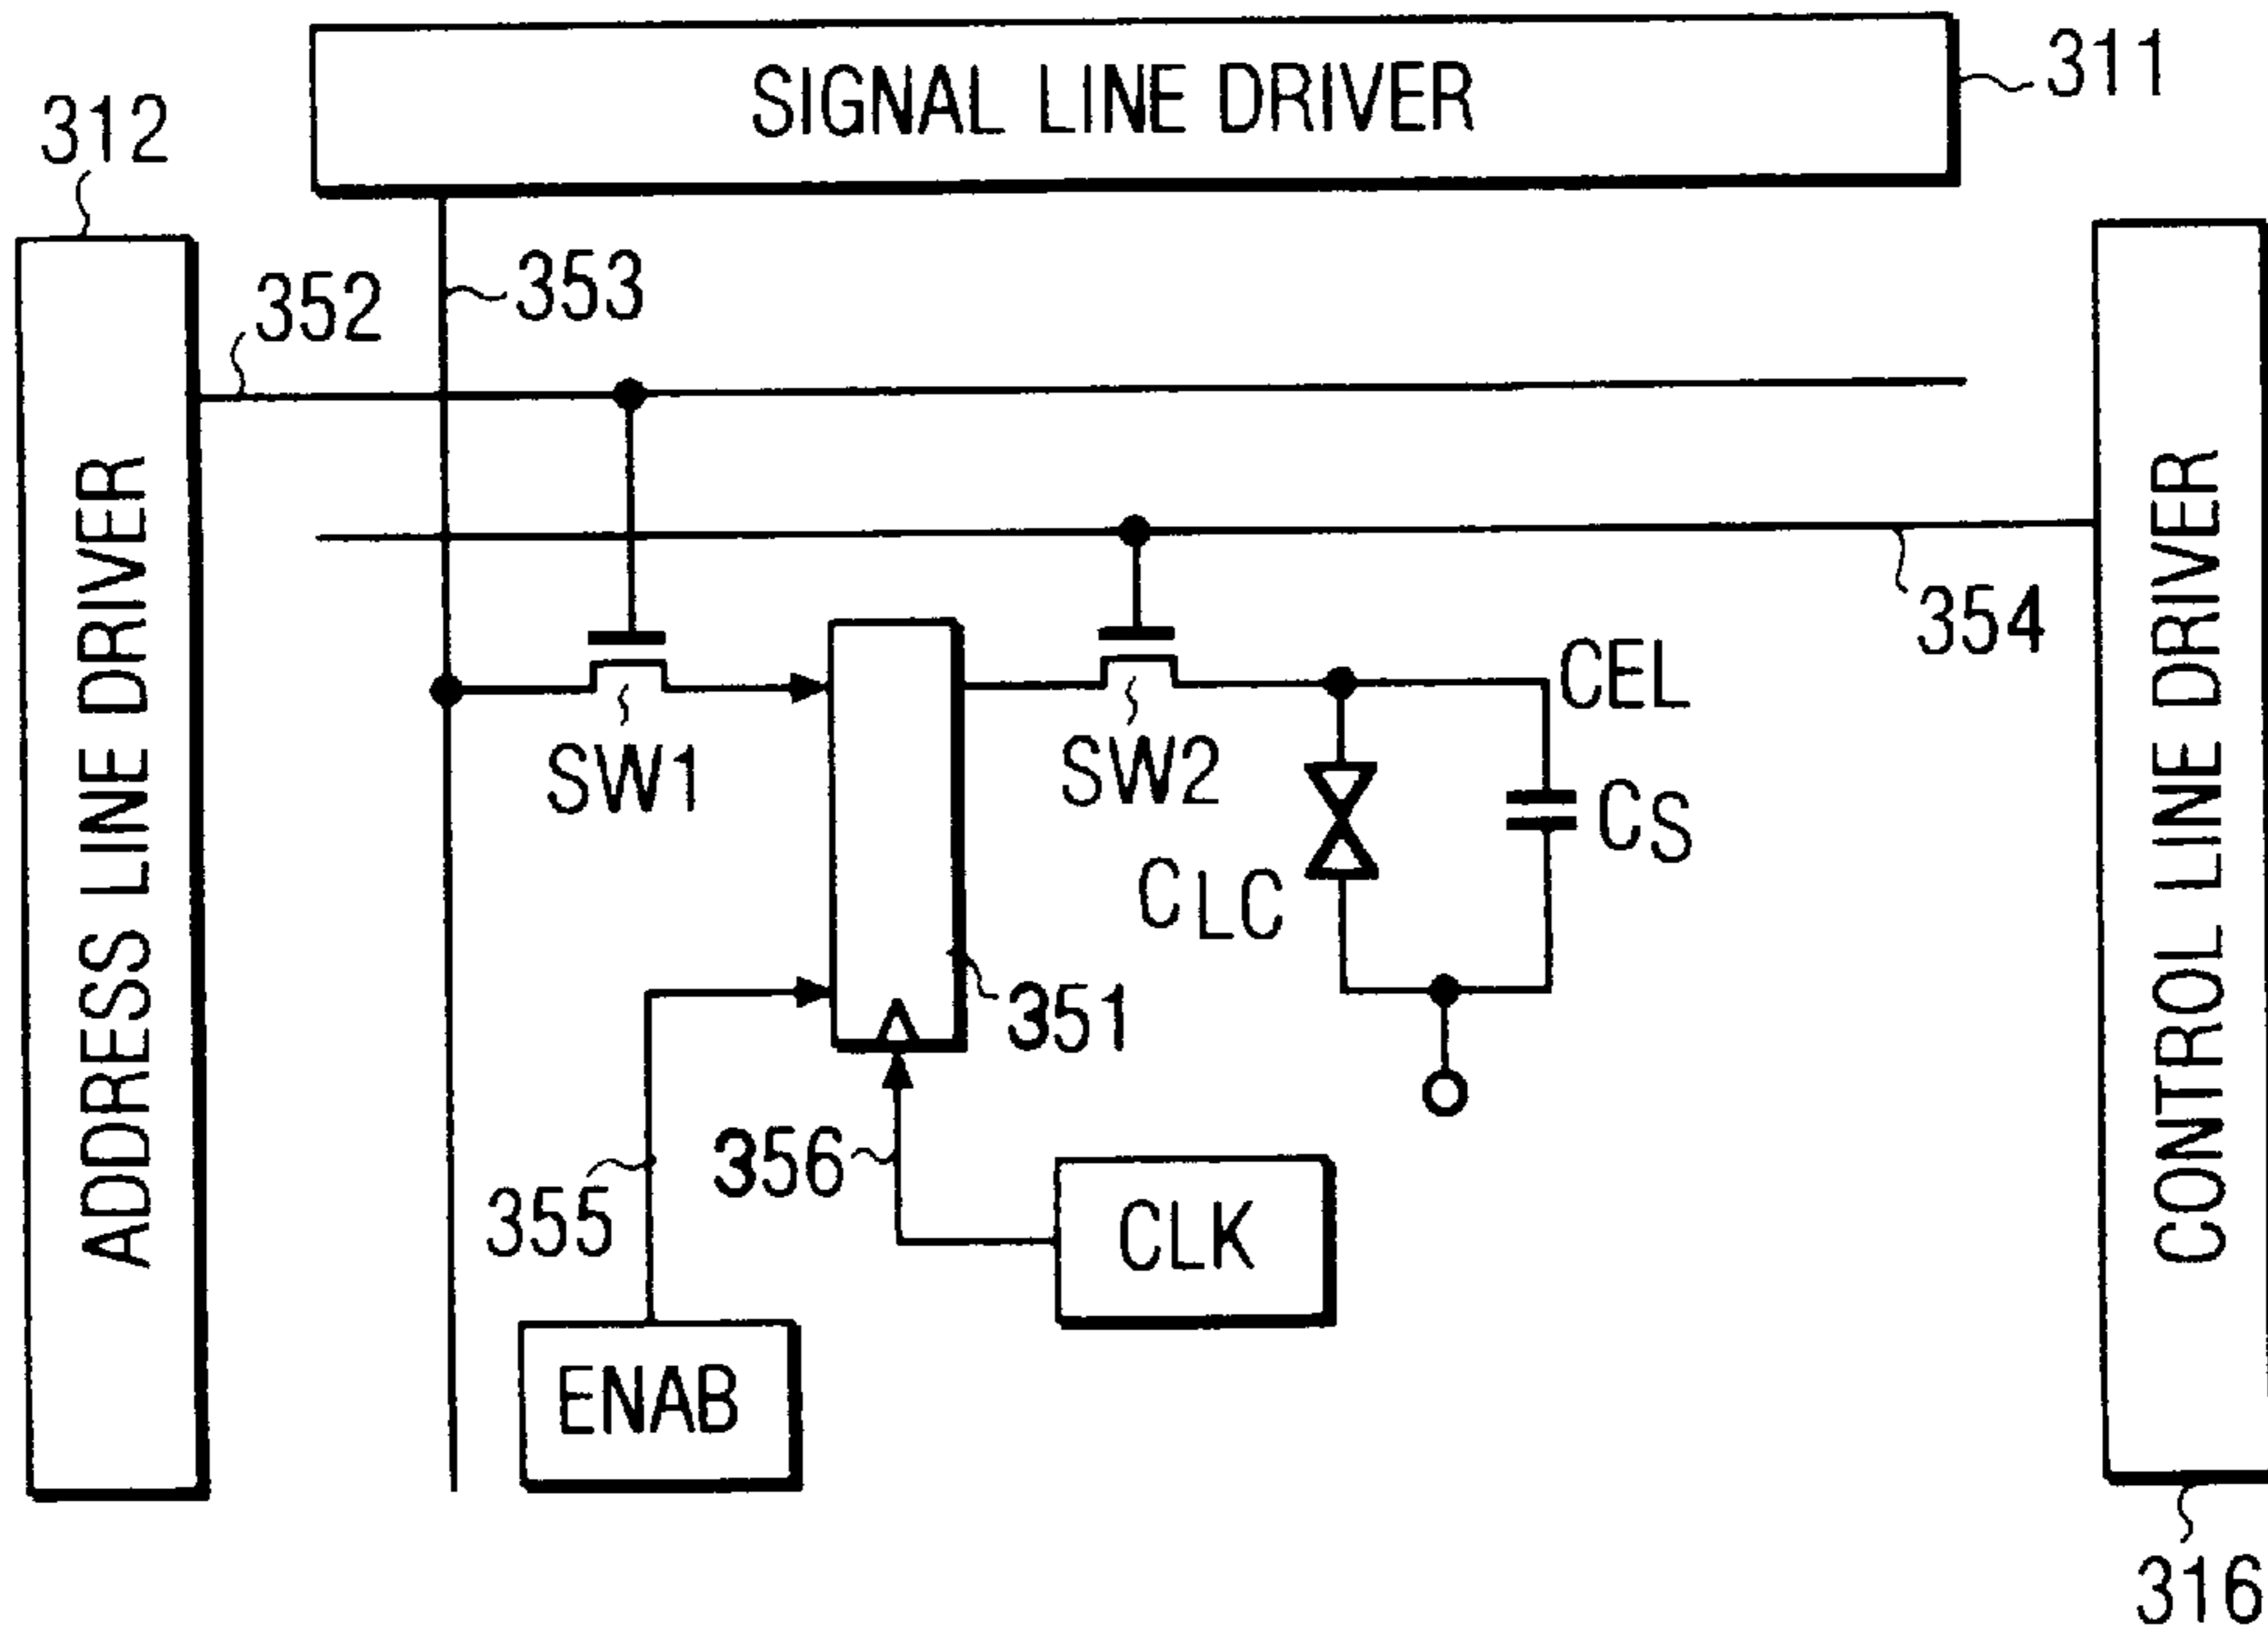 SIGNAL LINE DRIVER
311
312
353
352
ADDRESS LINE DRIVER
CONTROL LINE DRIVER
354
CEL
SW1
SW2
CS
CLC
351
356
355
CLK
ENAB
316